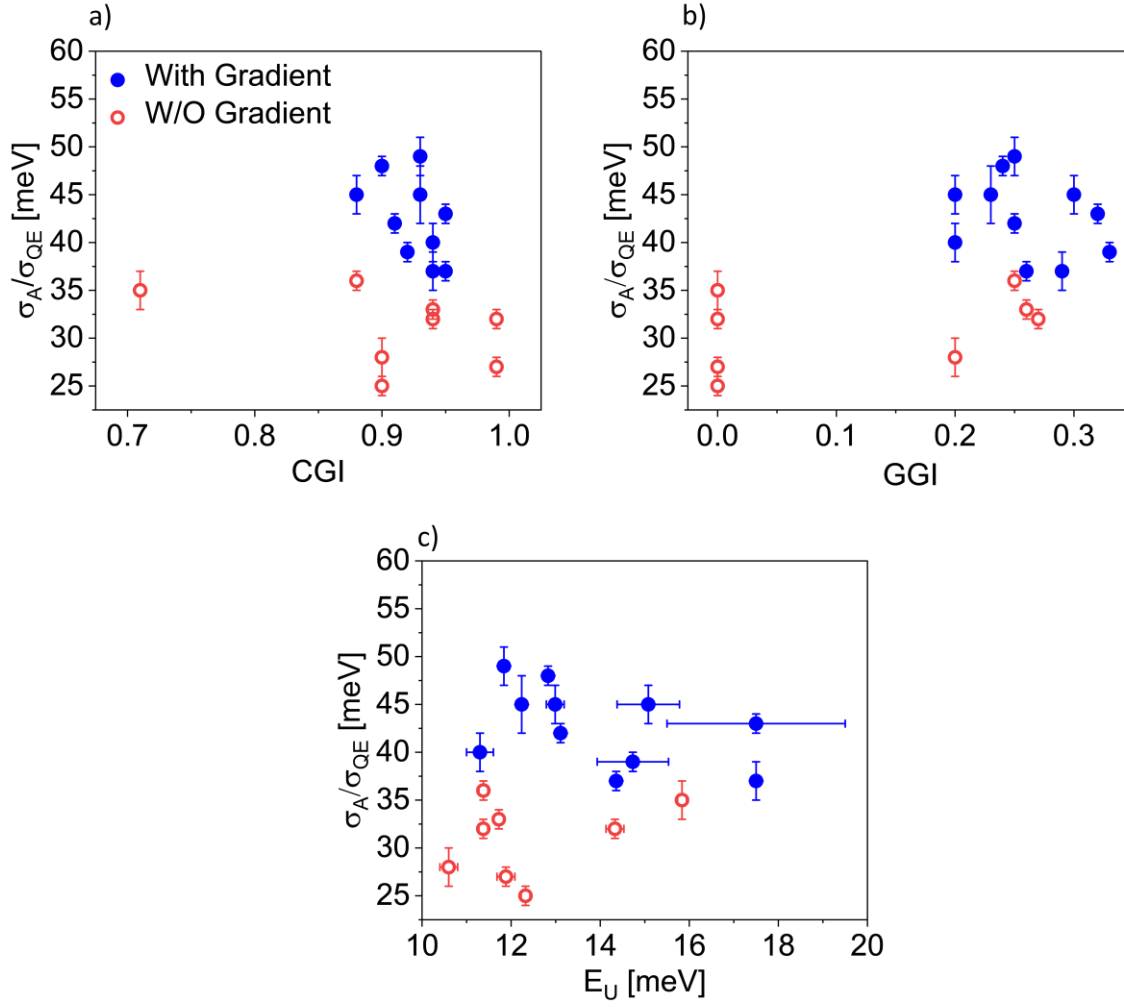 a)
60
55
50
45
40
35
30
25
σA/σQE [meV]
With Gradient
W/O Gradient
0.7 0.8 0.9 1.0
CGI
b)
60
55
50
45
40
35
30
25
σA/σQE [meV]
0.0 0.1 0.2 0.3
GGI
c)
60
55
50
45
40
35
30
25
σA/σQE [meV]
10 12 14 16 18 20
EU [meV]